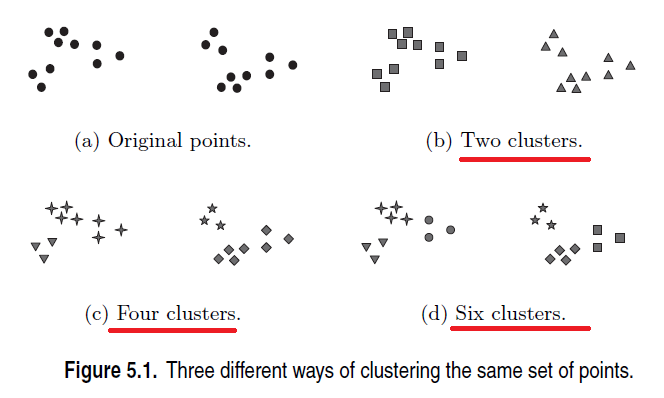 (a) Original points.
(b) Two clusters.
(c) Four clusters.
(d) Six clusters.
Figure 5.1. Three different ways of clustering the same set of points.